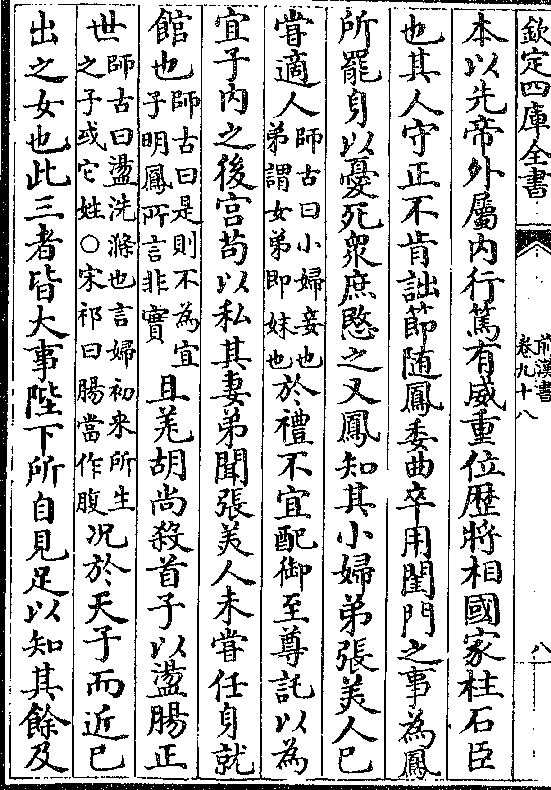 欽定四庫全書
前漢書
卷九十八
八
本以先帝外屬内行篤有威重位歴將相國家柱石臣
也其人守正不肯詘節随鳳委曲卒用閨門之事為鳳
所罷身以憂死衆庶愍之又鳳知其小婦弟張美人已
嘗適人師古曰小婦妾也弟謂女弟即妹也於禮不宜配御至尊託以為
宜子内之後宫苟以私其妻弟聞張美人未嘗任身就
館也師古曰是則不為宜子明鳳所言非實且羌胡尚殺首子以盪腸正
世師古曰盪洗滌也言婦初来所生之子或它姓○宋祁曰腸當作腹况於天子而近已
出之女也此三者皆大事陛下所自見足以知其餘及